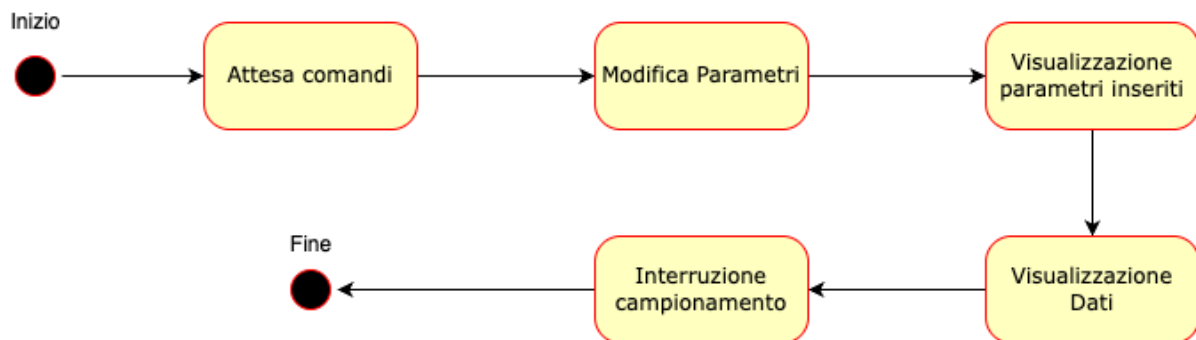 Inizio
Attesa comandi
Modifica Parametri
Visualizzazione
parametri inseriti
Fine
Interruzione
campionamento
Visualizzazione
Dati